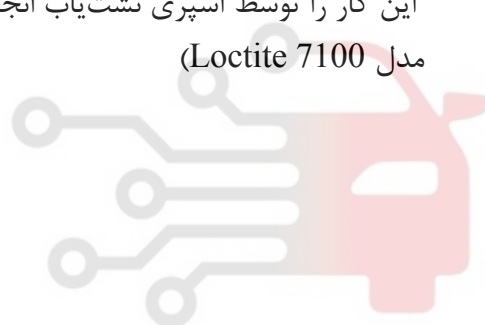 این کار را توسط اسپری نشت‌یاب
مدل Loctite 7100)